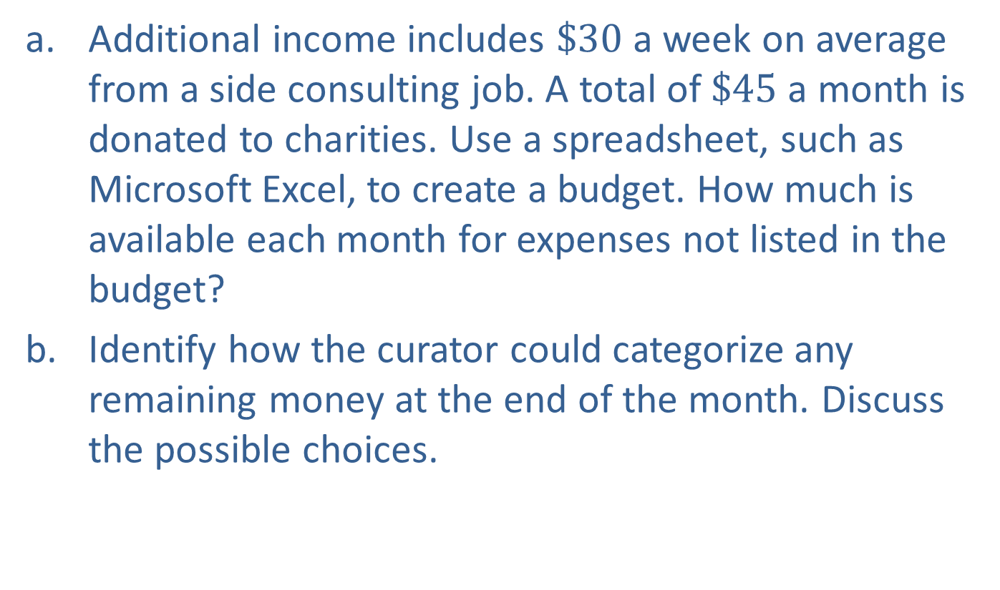 a. Additional income includes $30 a week on average
from a side consulting job. A total of $45 a month is
donated to charities. Use a spreadsheet, such as
Microsoft Excel, to create a budget. How much is
available each month for expenses not listed in the
budget?
b. Identify how the curator could categorize any
remaining money at the end of the month. Discuss
the possible choices.